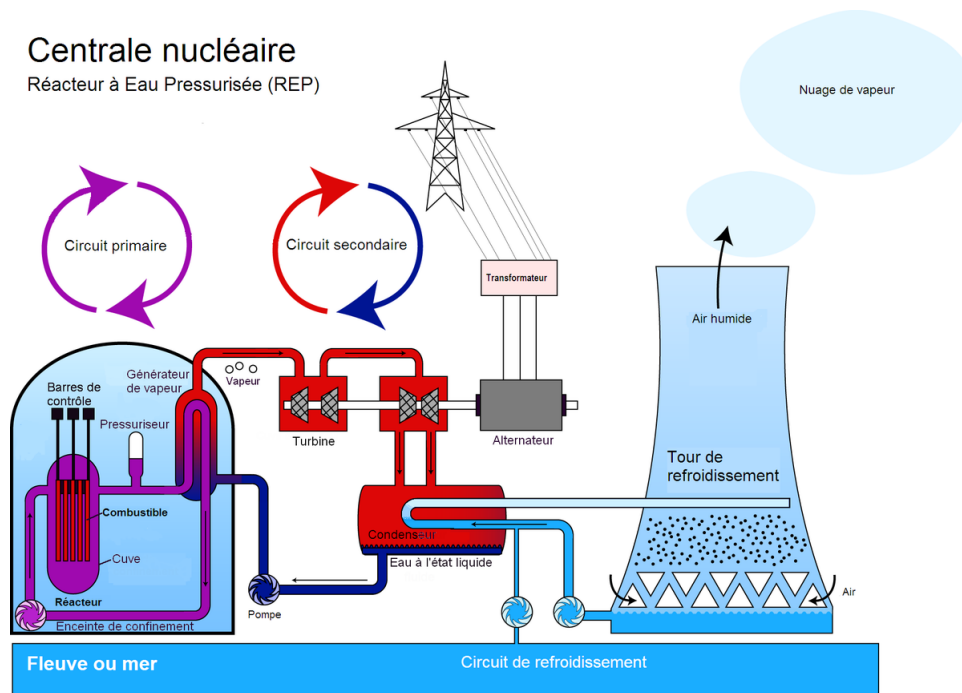 Centrale nucléaire
Réacteur à Eau Pressurisée (REP)
Nuage de vapeur
Circuit primaire
Circuit secondaire
Transformateur
Air humide
Générateur
de vapeur
Vapeur
Barres de
contrôle
Pressuriseur
Turbine
Alternateur
Tour de
refroidissement
Combustible
Condenseur
Cuve
Eau à l'état liquide
Réacteur
Pompe
Air
Enceinte de confinement
Fleuve ou mer
Circuit de refroidissement